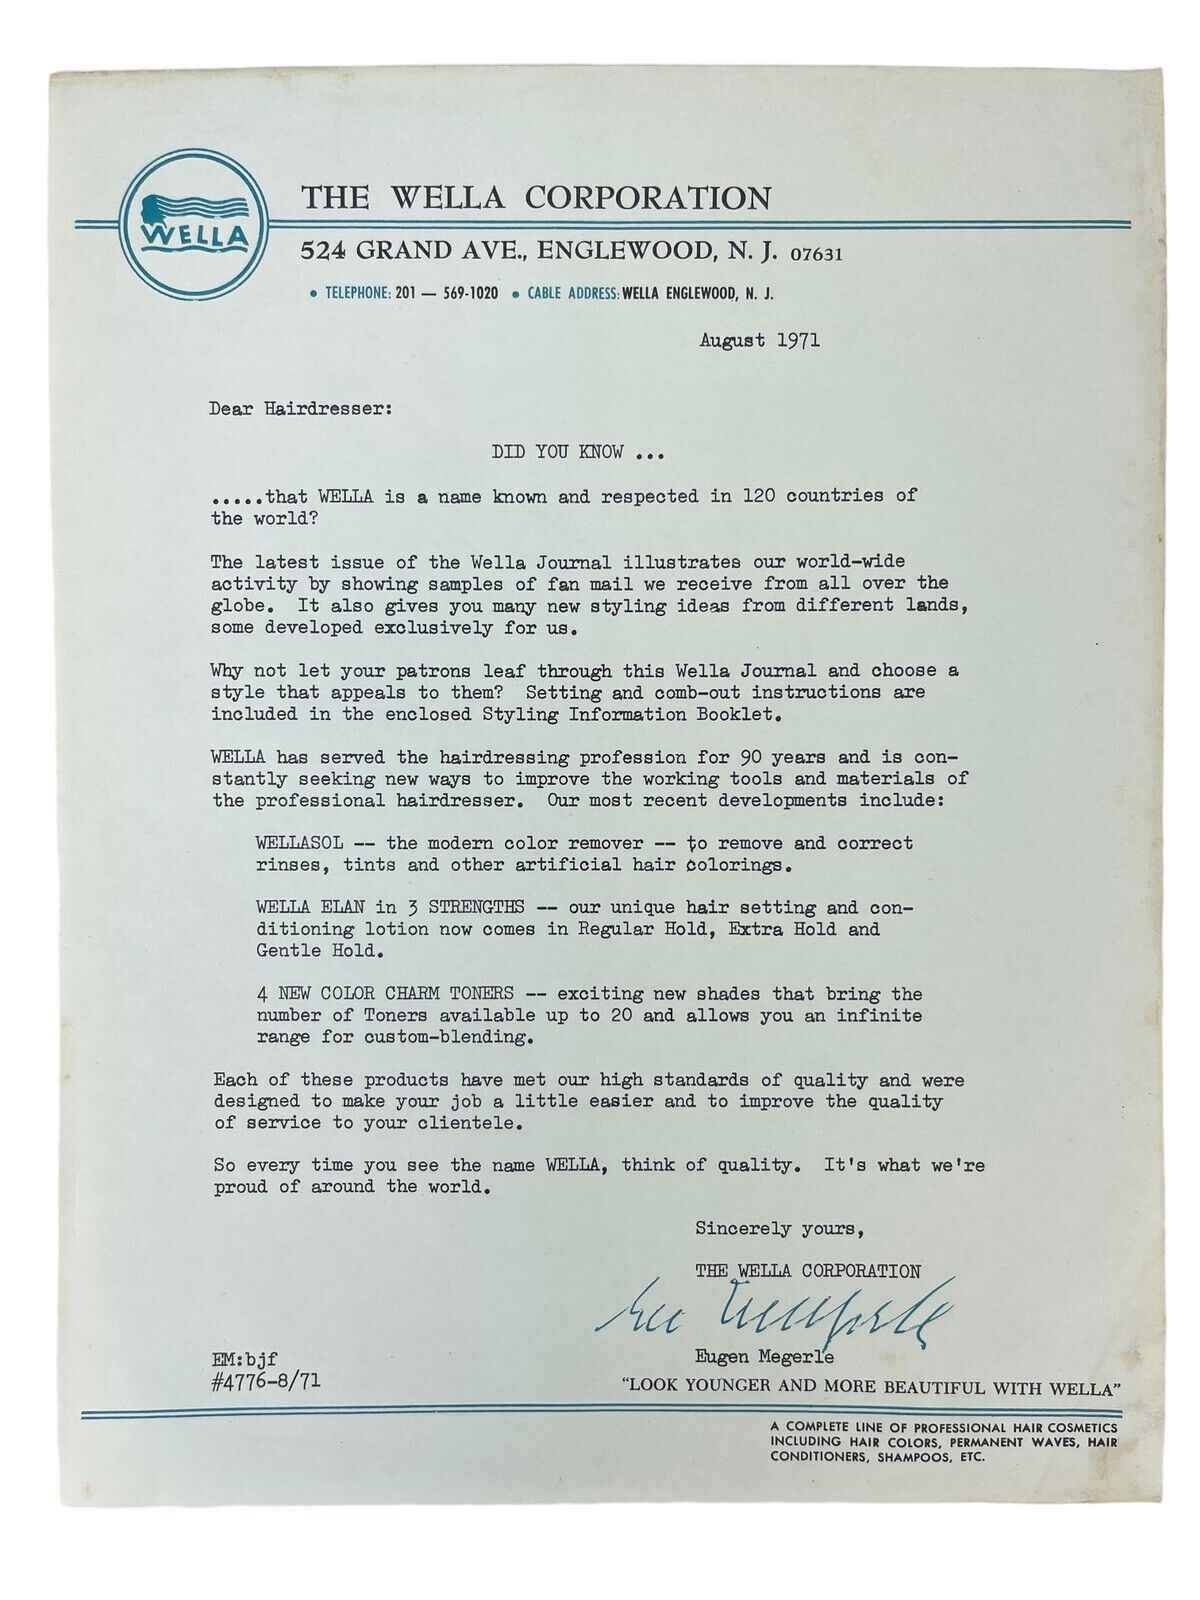 WELLA
THE WELLA CORPORATION
524 GRAND AVE., ENGLEWOOD, N. J. 07631
• TELEPHONE: 201 — 569-1020 • CABLE ADDRESS: WELLA ENGLEWOOD, N. J.
August 1971
Dear Hairdresser:
DID YOU KNOW ...
.....that WELLA is a name known and respected in 120 countries of
the world?
The latest issue of the Wella Journal illustrates our world-wide
activity by showing samples of fan mail we receive from all over the
globe. It also gives you many new styling ideas from different lands,
some developed exclusively for us.
Why not let your patrons leaf through this Wella Journal and choose a
style that appeals to them? Setting and comb-out instructions are
included in the enclosed Styling Information Booklet.
WELLA has served the hairdressing profession for 90 years and is con-
stantly seeking new ways to improve the working tools and materials of
the professional hairdresser. Our most recent developments include:
WELLASOL -- the modern color remover -- to remove and correct
rinses, tints and other artificial hair colorings.
WELLA ELAN in 3 STRENGTHS -- our unique hair setting and con-
ditioning lotion now comes in Regular Hold, Extra Hold and
Gentle Hold.
4 NEW COLOR CHARM TONERS -- exciting new shades that bring the
number of Toners available up to 20 and allows you an infinite
range for custom-blending.
Each of these products have met our high standards of quality and were
designed to make your job a little easier and to improve the quality
of service to your clientele.
So every time you see the name WELLA, think of quality. It's what we're
proud of around the world.
Sincerely yours,
THE WELLA CORPORATION
Eugen Megerle
EM:bjf
#4776-8/71
"LOOK YOUNGER AND MORE BEAUTIFUL WITH WELLA"
A COMPLETE LINE OF PROFESSIONAL HAIR COSMETICS
INCLUDING HAIR COLORS, PERMANENT WAVES, HAIR
CONDITIONERS, SHAMPOOS, ETC.